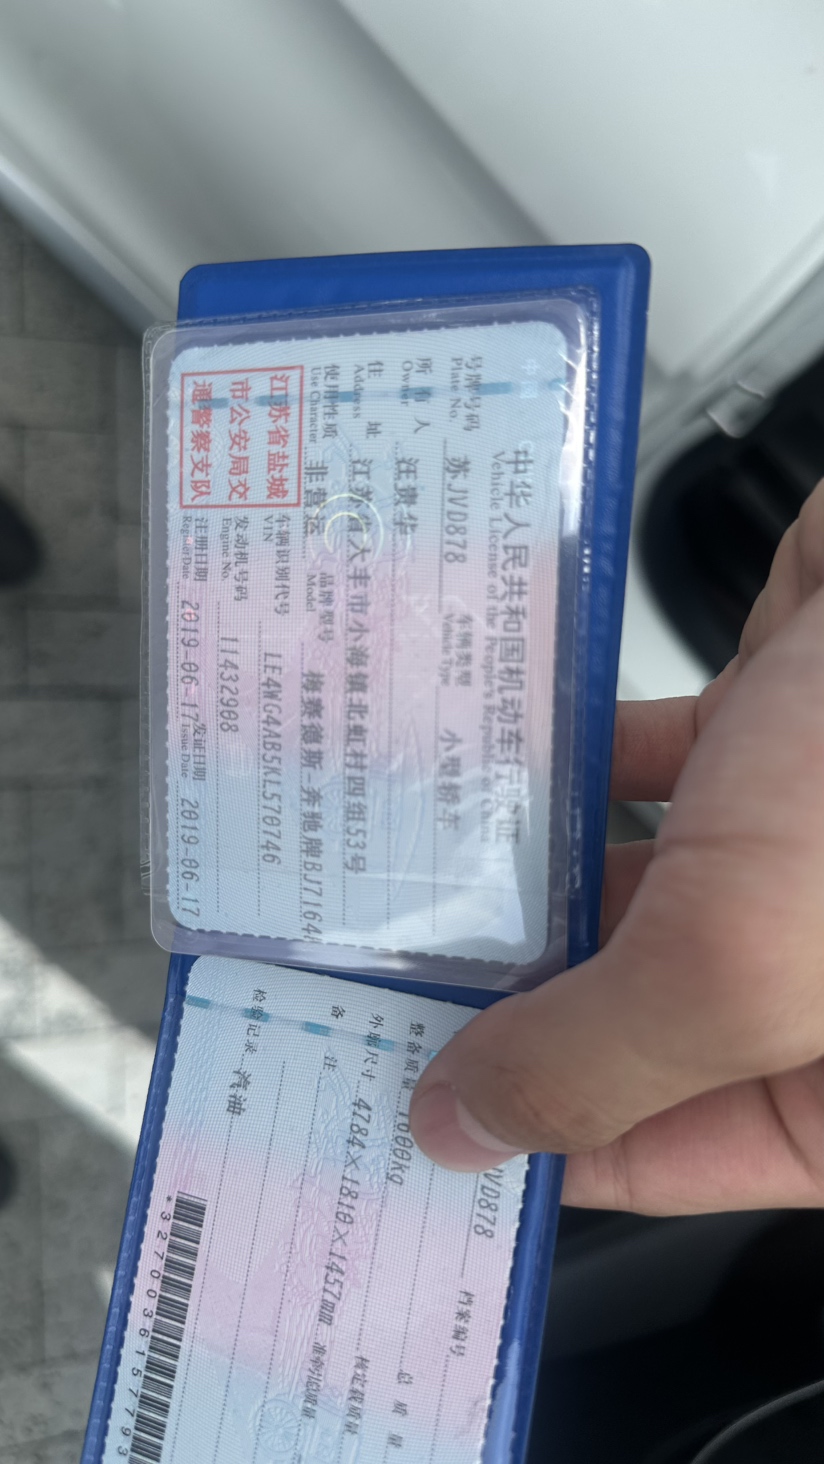 中华人民共和国机动车行驶证
Vehicle License of the People's Republic of China
号牌号码 苏JVD878 车辆类型 小型轿车
Plate No. Vehicle Type
所有人 汪贵华
Owner
住址 江苏省大丰市小海镇北虹村四组53号
Address
使用性质 非营运 品牌型号 梅赛德斯-奔驰牌BJ7164
Use Character Model
江苏省盐城
市公安局交
通警察支队
车辆识别代号 LE4WG4AB5KL570746
VIN
发动机号码 11432908
Engine No.
注册日期 2019-06-17 发证日期 2019-06-17
Register Date Issue Date
VD878 档案编号
总质量
整备质量 1600kg 核定载质量
外廓尺寸 4784×1810×1457mm 准牵引总质量
备注
检验记录 汽油
*3270036157793